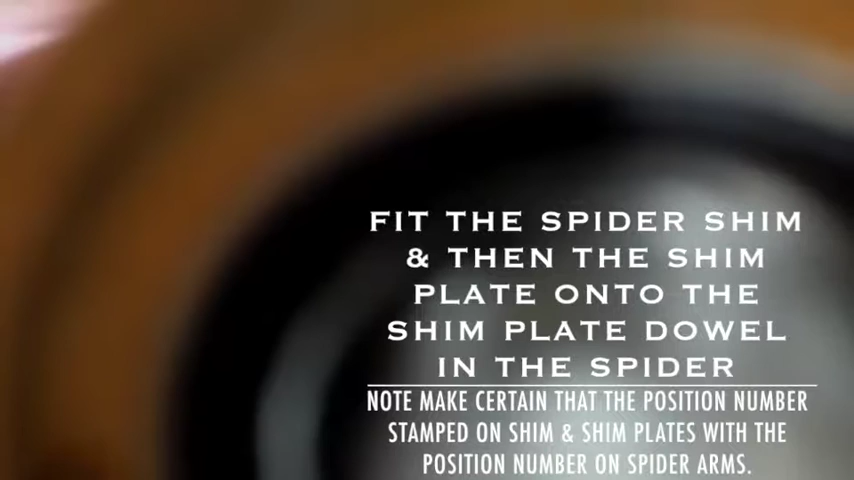 FIT THE SPIDER SHIM
& THEN THE SHIM
PLATE ONTO THE
SHIM PLATE DOWEL
IN THE SPIDER
NOTE MAKE CERTAIN THAT THE POSITION NUMBER
STAMPED ON SHIM & SHIM PLATES WITH THE
POSITION NUMBER ON SPIDER ARMS.